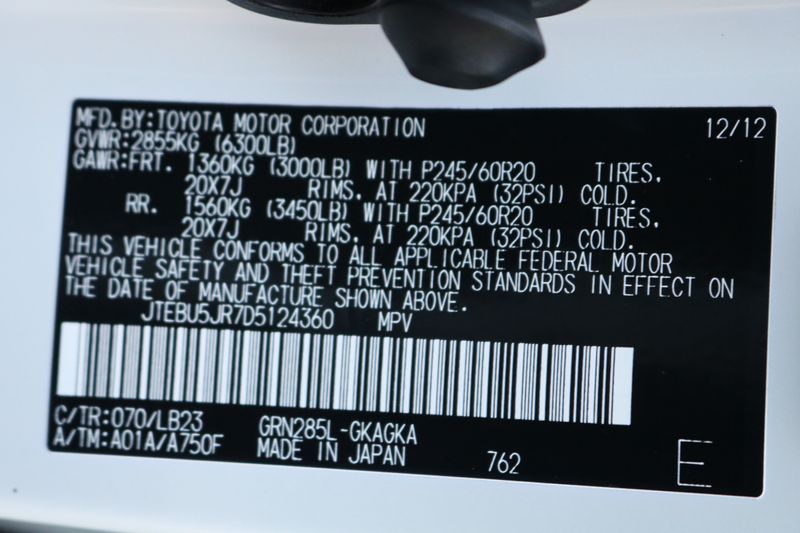 MFD.BY:TOYOTA MOTOR CORPORATION 12/12
GVWR:2855KG (6300LB)
GAWR:FRT. 1360KG (3000LB) WITH P245/60R20 TIRES,
20X7J RIMS, AT 220KPA (32PSI) COLD.
RR. 1560KG (3450LB) WITH P245/60R20 TIRES,
20X7J RIMS, AT 220KPA (32PSI) COLD.
THIS VEHICLE CONFORMS TO ALL APPLICABLE FEDERAL MOTOR
VEHICLE SAFETY AND THEFT PREVENTION STANDARDS IN EFFECT ON
THE DATE OF MANUFACTURE SHOWN ABOVE.
JTEBU5JR7D5124360 MPV
C/TR:070/LB23 GRN285L-GKAGKA
A/TM:A01A/A750F MADE IN JAPAN 762 E